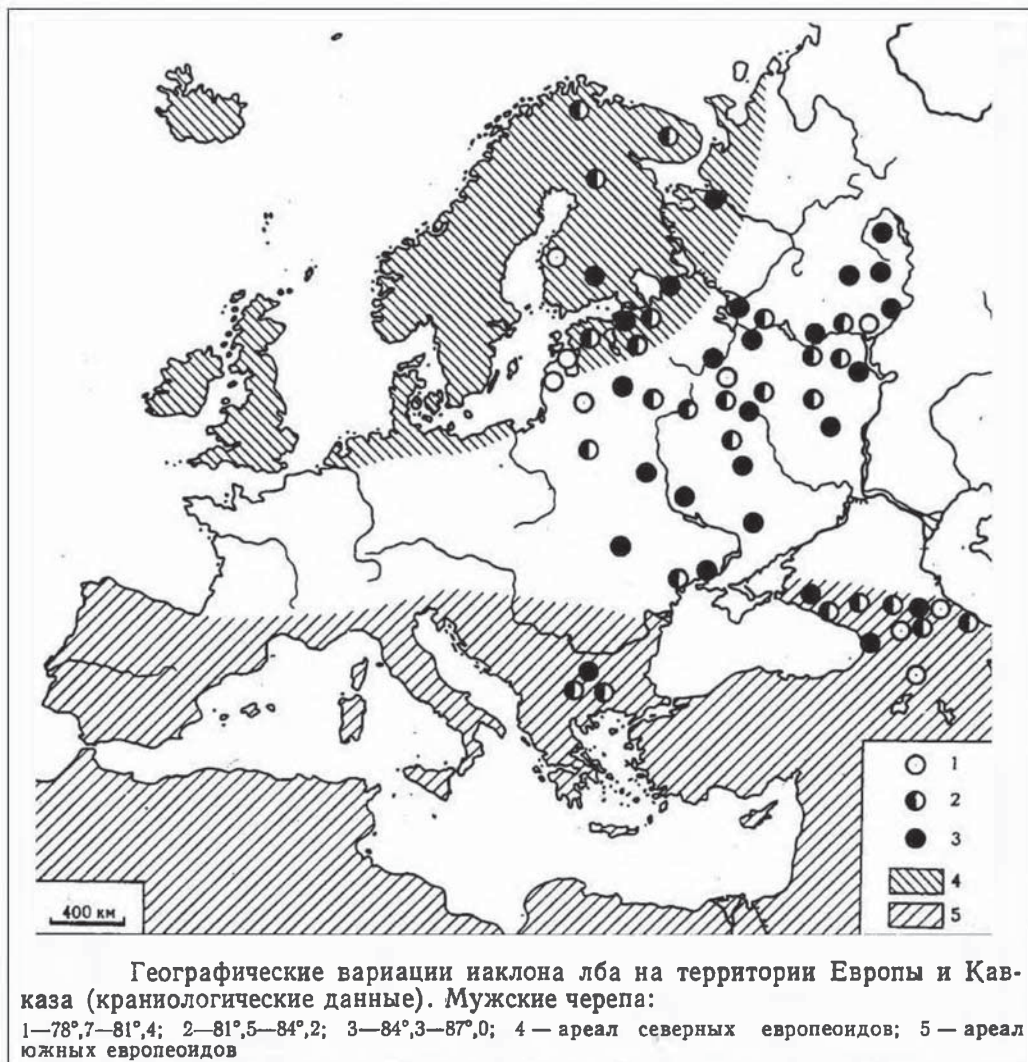 1
2
3
4
5
400 км
Географические вариации наклона лба на территории Европы и Кав-
каза (краниологические данные). Мужские черепа:
1—78°,7—81°,4; 2—81°,5—84°,2; 3—84°,3—87°,0; 4 — ареал северных европеоидов; 5 — ареал
южных европеоидов